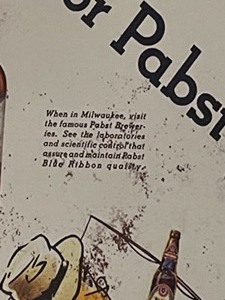 or Pabst
When in Milwaukee, visit
the famous Pabst Brewer-
ies. See the laboratories
and scientific control that
assure and maintain Pabst
Blue Ribbon quality.